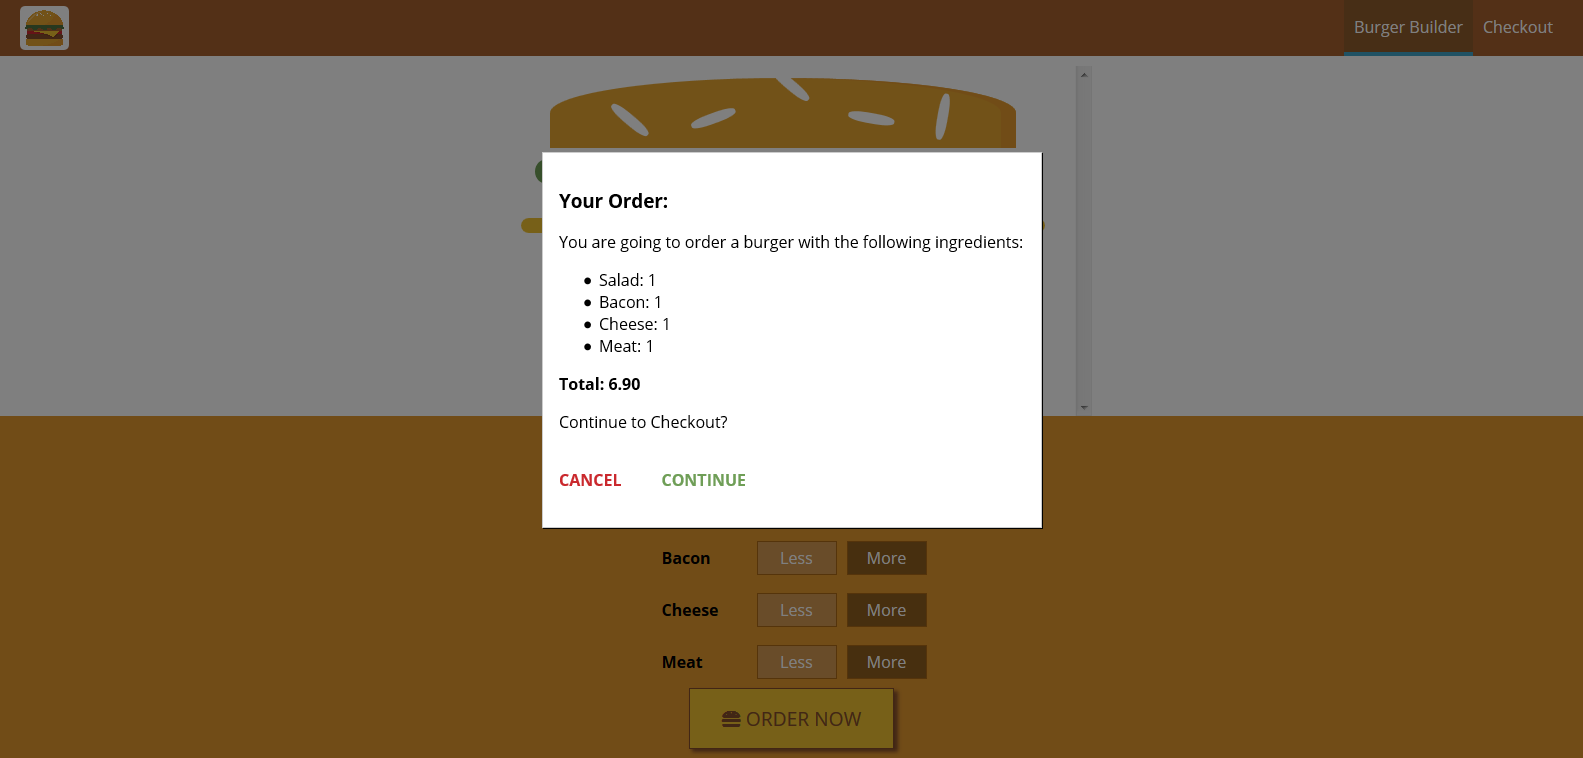 Burger Builder Checkout
Your Order:
You are going to order a burger with the following ingredients:
Salad: 1
Bacon: 1
Cheese: 1
Meat: 1
Total: 6.90
Continue to Checkout?
CANCEL CONTINUE
Bacon Less More
Cheese Less More
Meat Less More
ORDER NOW